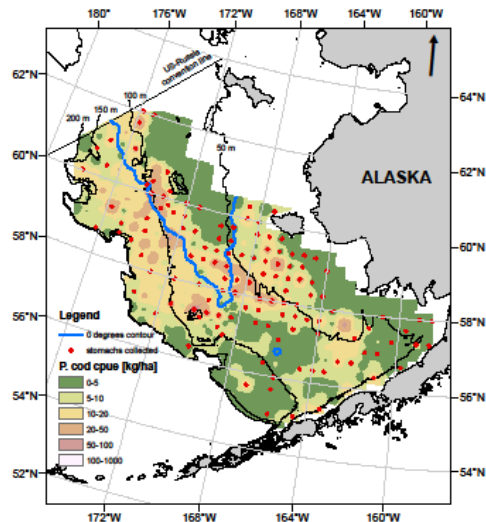 180° 175°W 172°W 168°W 164°W 160°W
US-Russia
convention line
62°N
64°N
100 m
150 m
200 m
50 m
60°N
62°N
ALASKA
58°N
60°N
56°N
58°N
Legend
0 degrees contour
stomachs collected
P. cod cpue [kg/ha]
0-5
5-10
10-20
20-50
50-100
100-1000
54°N
56°N
52°N
54°N
172°W 168°W 164°W 160°W